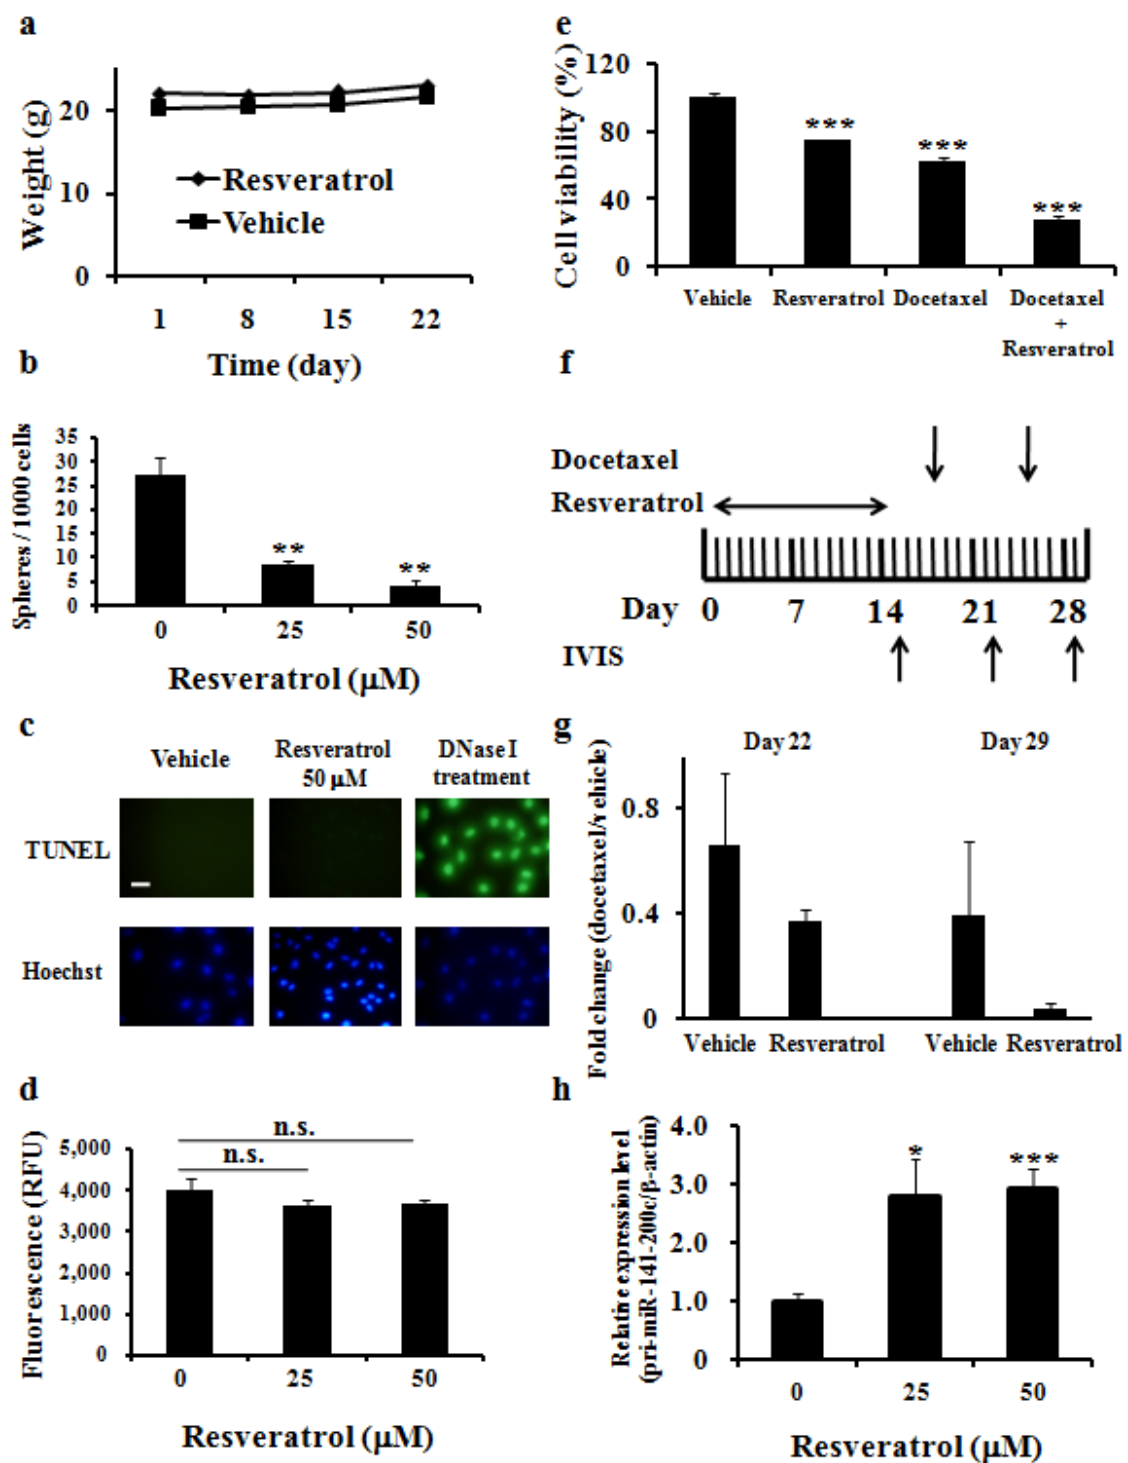 a
Weight (g)
20
10
0
Resveratrol
Vehicle
1 8 15 22
Time (day)
b
Spheres / 1000 cells
35
30
25
20
15
10
5
0
**
**
0 25 50
Resveratrol (μM)
c
Vehicle
Resveratrol
50 μM
DNase I
treatment
TUNEL
Hoechst
d
Fluorescence (RFU)
5,000
4,000
3,000
2,000
1,000
0
n.s.
n.s.
0 25 50
Resveratrol (μM)
e
Cell viability (%)
120
80
40
0
***
***
***
Vehicle
Resveratrol
Docetaxel
Docetaxel
+
Resveratrol
f
Docetaxel
Resveratrol
Day 0 7 14 21 28
IVIS
g
Day 22
Day 29
Fold change (docetaxel/vehicle)
0.8
0.4
0
Vehicle Resveratrol
Vehicle Resveratrol
h
Relative expression level
(pri-miR-141-200c/β-actin)
4.0
3.0
2.0
1.0
0
*
***
0 25 50
Resveratrol (μM)